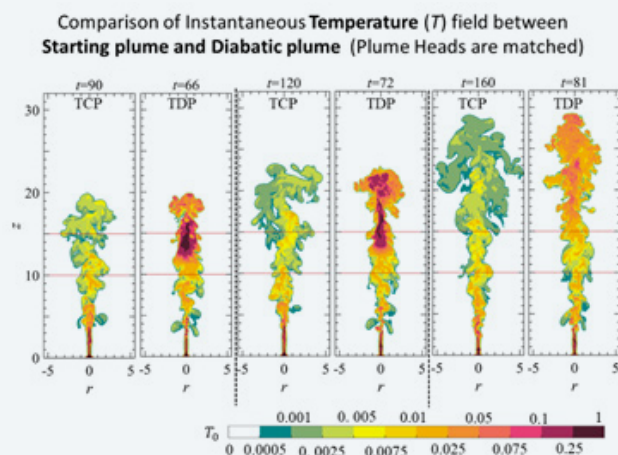 Comparison of Instantaneous Temperature (T) field between
Starting plume and Diabatic plume (Plume Heads are matched)
t=90 t=66 t=120 t=72 t=160 t=81
TCP TDP TCP TDP TCP TDP
30
20
z
10
0
-5 0 5 -5 0 5 -5 0 5 -5 0 5 -5 0 5 -5 0 5
r r r r r r
0.001 0.005 0.01 0.05 0.1 1
T0
0 0.0005 0.0025 0.0075 0.025 0.075 0.25